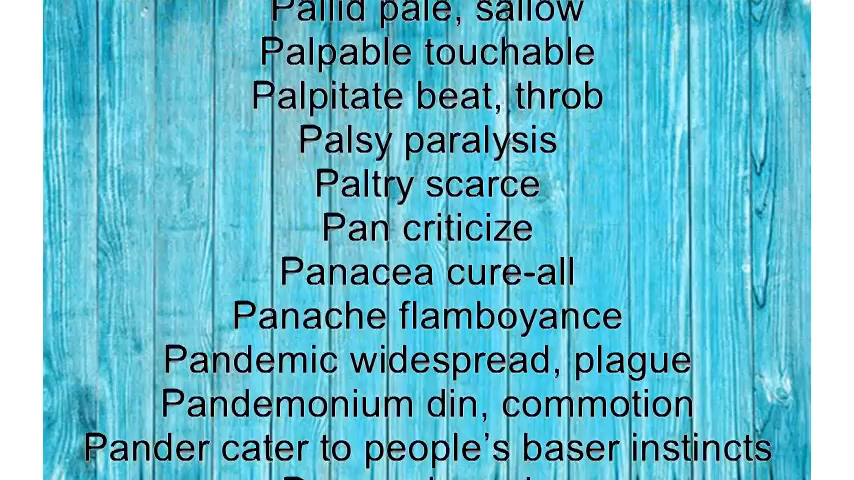 Pallid pale, sallow
Palpable touchable
Palpitate beat, throb
Palsy paralysis
Paltry scarce
Pan criticize
Panacea cure-all
Panache flamboyance
Pandemic widespread, plague
Pandemonium din, commotion
Pander cater to people’s baser instincts